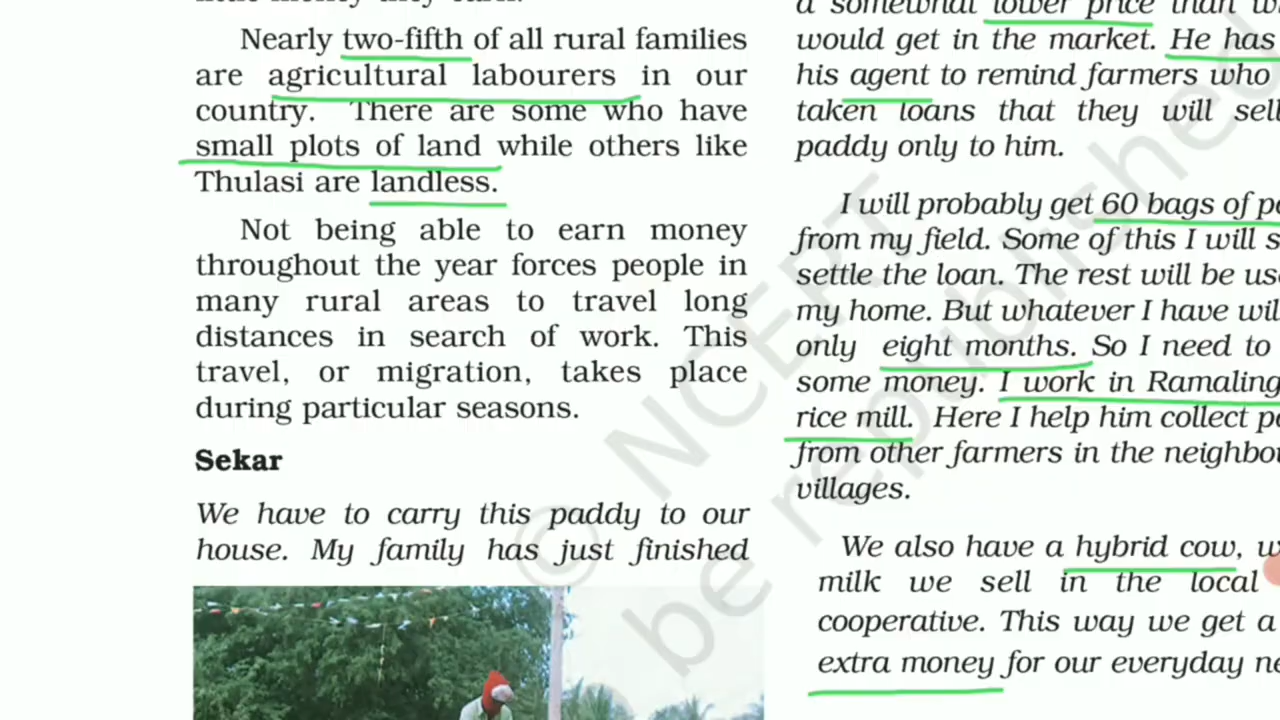 Nearly two-fifth of all rural families
are agricultural labourers in our
country. There are some who have
small plots of land while others like
Thulasi are landless.
Not being able to earn money
throughout the year forces people in
many rural areas to travel long
distances in search of work. This
travel, or migration, takes place
during particular seasons.
Sekar
We have to carry this paddy to our
house. My family has just finished
a somewhat lower price than
would get in the market. He has
his agent to remind farmers who
taken loans that they will sell
paddy only to him.
I will probably get 60 bags of
from my field. Some of this I will
settle the loan. The rest will be
my home. But whatever I have
only eight months. So I need to
some money. I work in
rice mill. Here I help him collect
from other farmers in the
villages.
We also have a hybrid cow,
milk we sell in the local
cooperative. This way we get a
extra money for our everyday
© NCERT
be republished